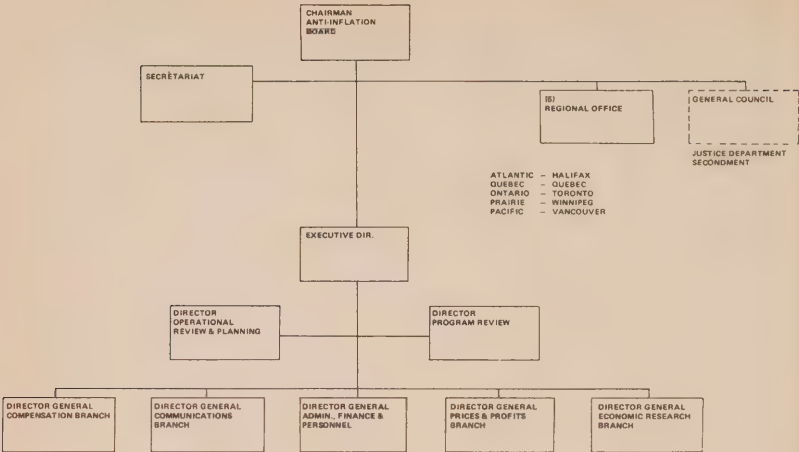 CHAIRMAN
ANTI-INFLATION
BOARD
SECRÈTARIAT
(5)
REGIONAL OFFICE
GENERAL COUNCIL
JUSTICE DEPARTMENT
SECONDMENT
ATLANTIC – HALIFAX
QUEBEC – QUEBEC
ONTARIO – TORONTO
PRAIRIE – WINNIPEG
PACIFIC – VANCOUVER
EXECUTIVE DIR.
DIRECTOR
OPERATIONAL
REVIEW & PLANNING
DIRECTOR
PROGRAM REVIEW
DIRECTOR GENERAL
COMPENSATION BRANCH
DIRECTOR GENERAL
COMMUNICATIONS
BRANCH
DIRECTOR GENERAL
ADMIN., FINANCE &
PERSONNEL
DIRECTOR GENERAL
PRICES & PROFITS
BRANCH
DIRECTOR GENERAL
ECONOMIC RESEARCH
BRANCH